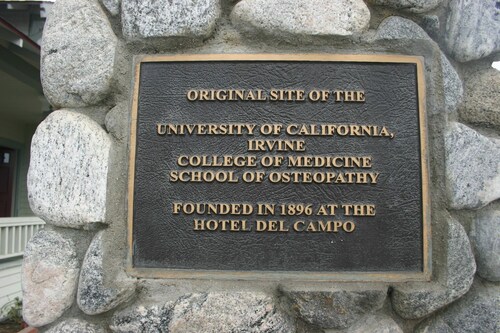 ORIGINAL SITE OF THE
UNIVERSITY OF CALIFORNIA,
IRVINE
COLLEGE OF MEDICINE
SCHOOL OF OSTEOPATHY
FOUNDED IN 1896 AT THE
HOTEL DEL CAMPO